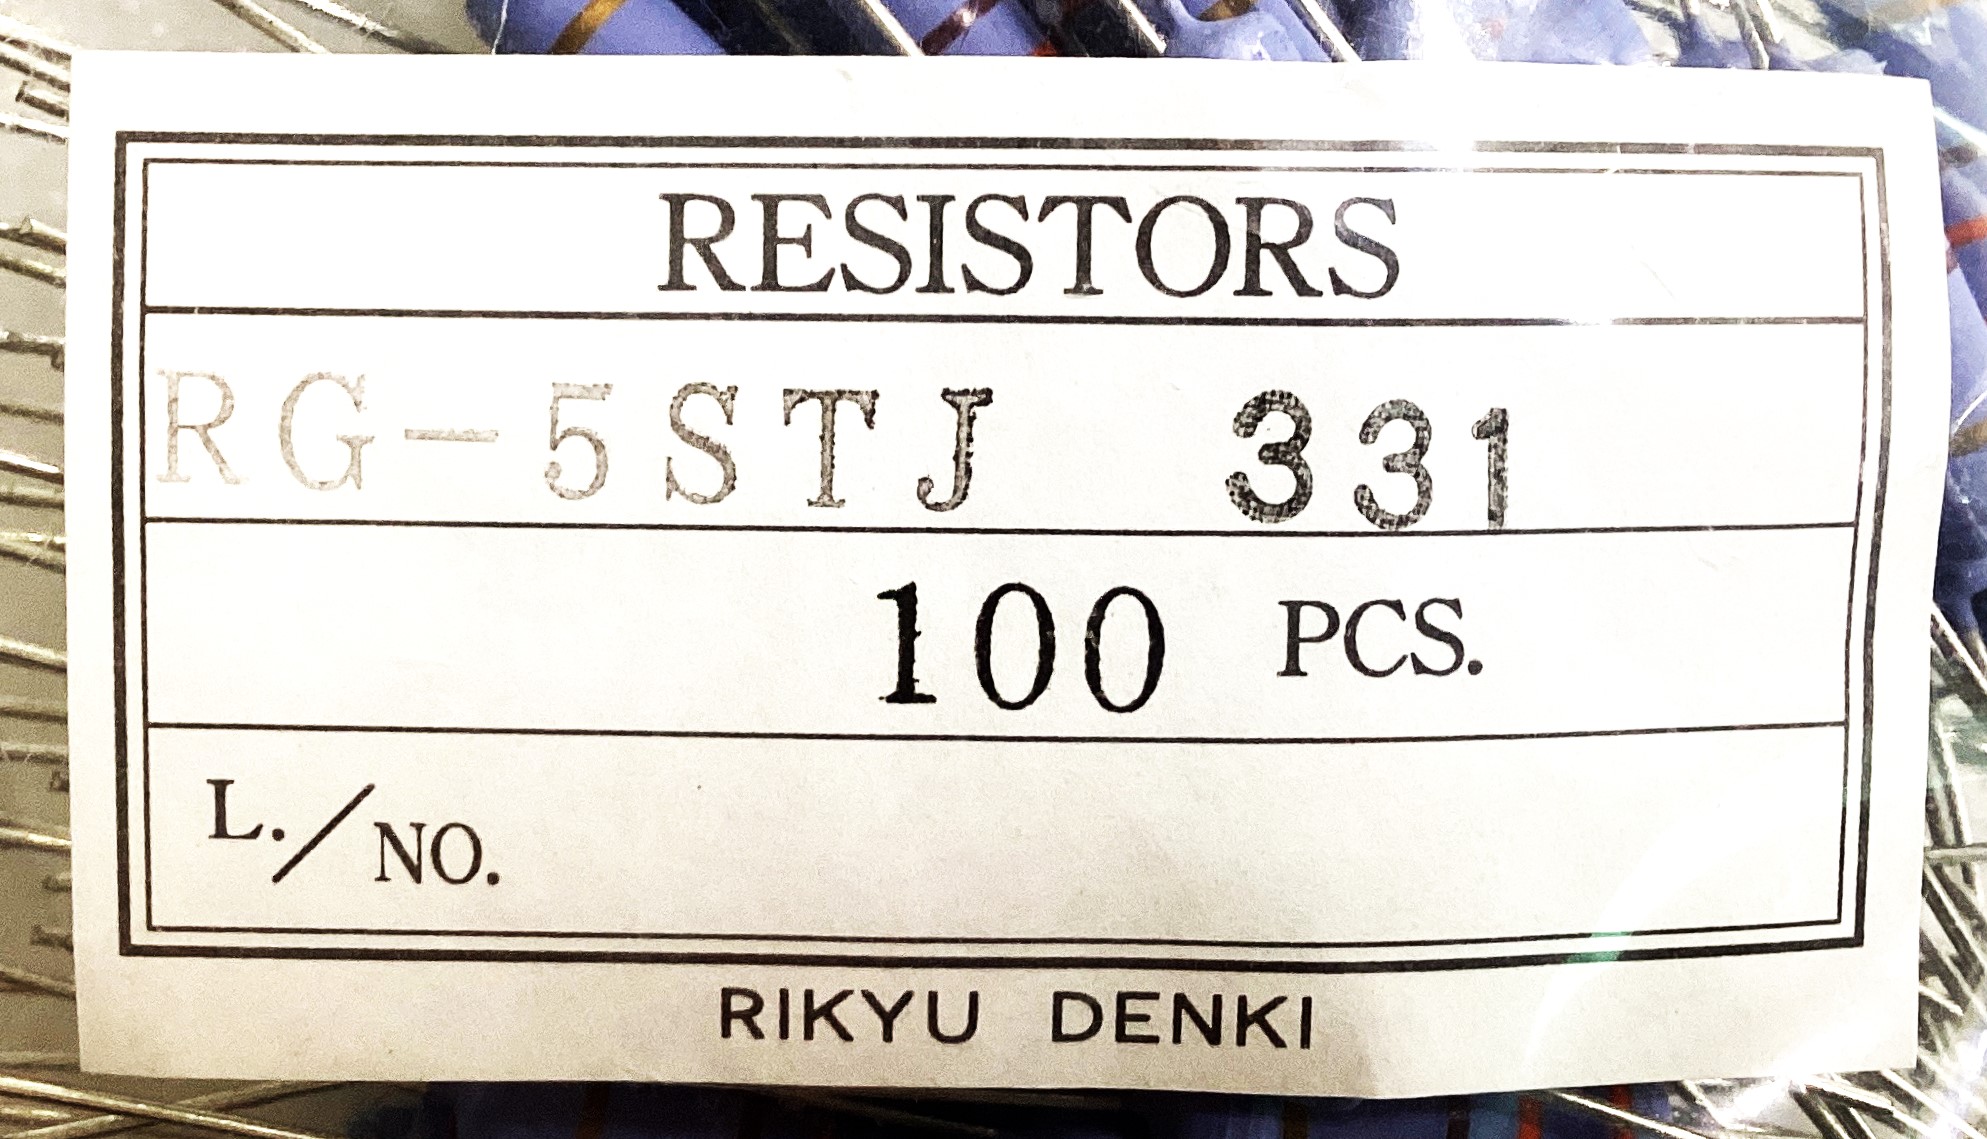 RESISTORS
RG-5STJ 331
100 PCS.
L./NO.
RIKYU DENKI